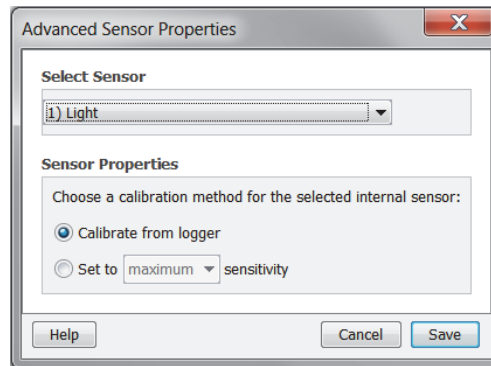 Advanced Sensor Properties
Select Sensor
1) Light
Sensor Properties
Choose a calibration method for the selected internal sensor:
Calibrate from logger
Set to maximum sensitivity
Help Cancel Save